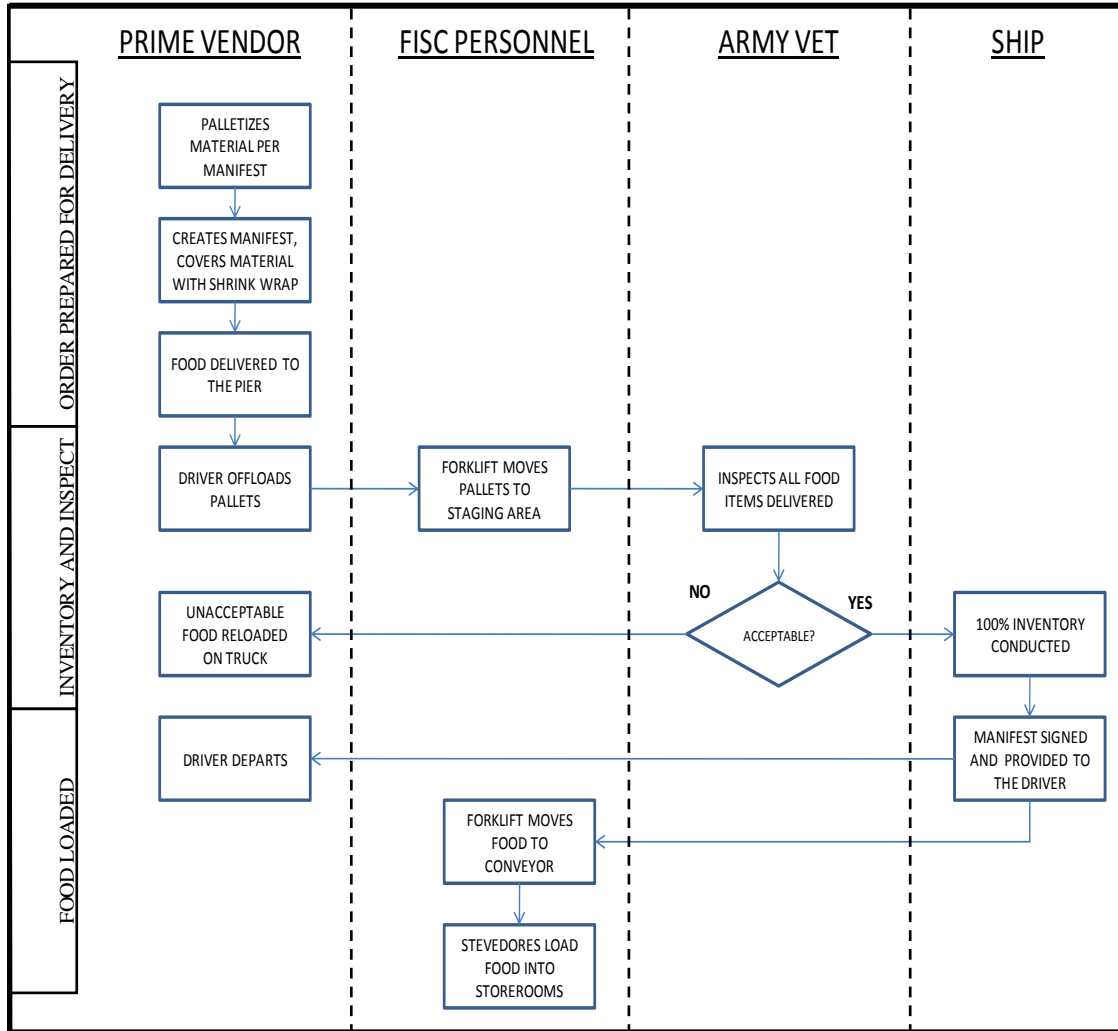 PRIME VENDOR
FISC PERSONNEL
ARMY VET
SHIP
ORDER PREPARED FOR DELIVERY
PALLETIZES
MATERIAL PER
MANIFEST
CREATES MANIFEST,
COVERS MATERIAL
WITH SHRINK WRAP
FOOD DELIVERED TO
THE PIER
INVENTORY AND INSPECT
DRIVER OFFLOADS
PALLETS
FORKLIFT MOVES
PALLETS TO
STAGING AREA
INSPECTS ALL FOOD
ITEMS DELIVERED
NO
YES
ACCEPTABLE?
UNACCEPTABLE
FOOD RELOADED
ON TRUCK
100% INVENTORY
CONDUCTED
FOOD LOADED
DRIVER DEPARTS
MANIFEST SIGNED
AND PROVIDED TO
THE DRIVER
FORKLIFT MOVES
FOOD TO
CONVEYOR
STEVEDORES LOAD
FOOD INTO
STOREROOMS